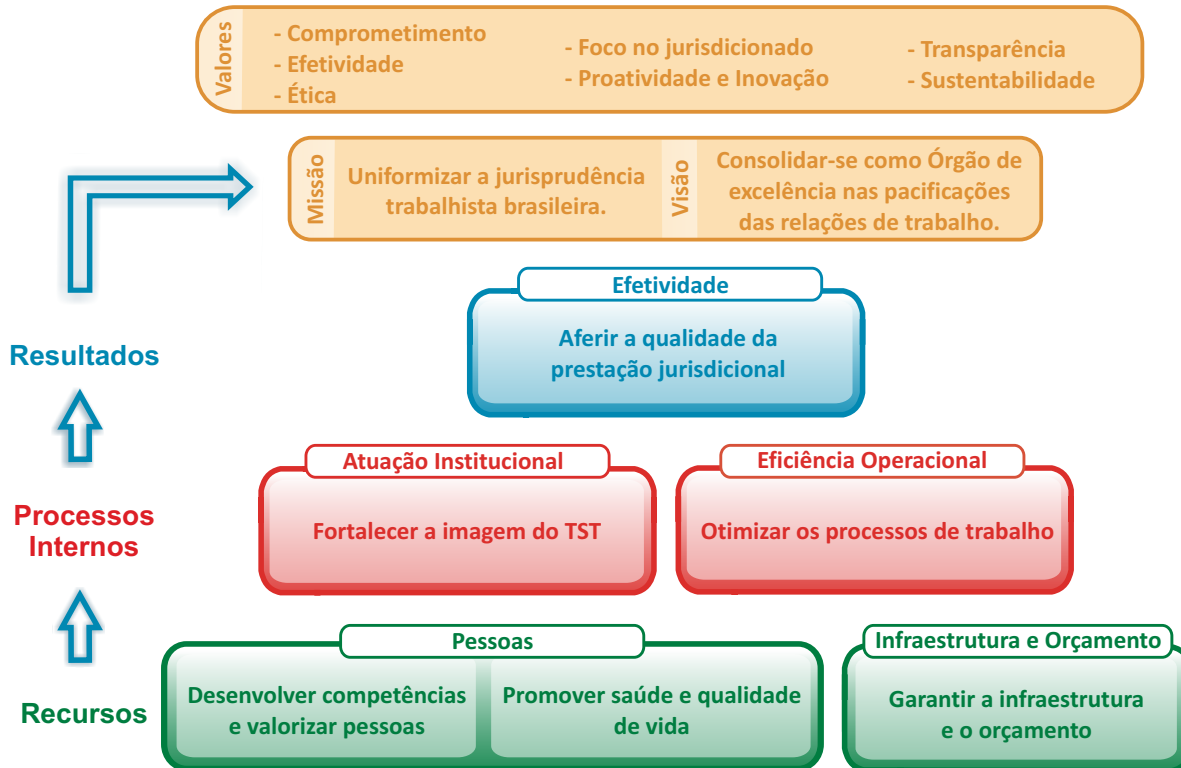 Valores
- Comprometimento
- Efetividade
- Ética
- Foco no jurisdicionado
- Proatividade e Inovação
- Transparência
- Sustentabilidade
Missão
Uniformizar a jurisprudência
trabalhista brasileira.
Visão
Consolidar-se como Órgão de
excelência nas pacificações
das relações de trabalho.
Resultados
Efetividade
Aferir a qualidade da
prestação jurisdicional
Processos
Internos
Atuação Institucional
Fortalecer a imagem do TST
Eficiência Operacional
Otimizar os processos de trabalho
Recursos
Pessoas
Desenvolver competências
e valorizar pessoas
Promover saúde e qualidade
de vida
Infraestrutura e Orçamento
Garantir a infraestrutura
e o orçamento